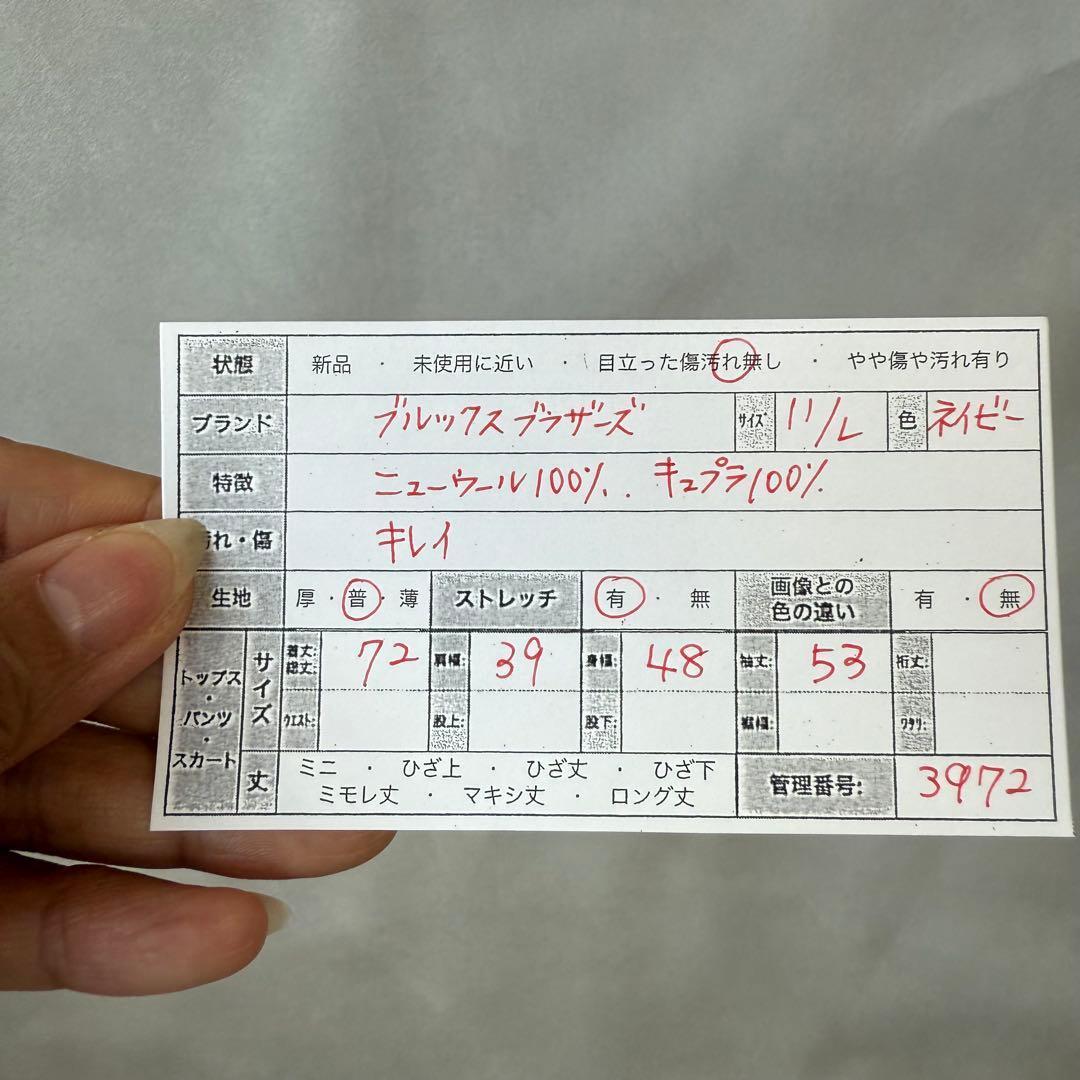 状態 新品 ・ 未使用に近い ・ 目立った傷汚れ無し ・ やや傷や汚れ有り
ブランド ブルックスブラザーズ サイズ 11/L 色 ネイビー
特徴 ニューウール100%.. キュプラ100%
汚れ・傷 キレイ
生地 厚・普・薄 ストレッチ 有 ・ 無 画像との色の違い 有 ・ 無
トップス・パンツ・スカート サイズ 着丈:総丈: 72 肩幅: 39 身幅: 48 袖丈: 53 裄丈:
ウエスト: 股上: 股下: 裾幅: ワタリ:
丈 ミニ ・ ひざ上 ・ ひざ丈 ・ ひざ下
ミモレ丈 ・ マキシ丈 ・ ロング丈 管理番号: 3972